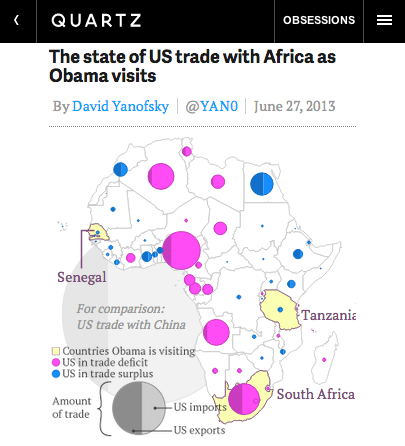 QUARTZ
OBSESSIONS
The state of US trade with Africa as
Obama visits
By David Yanofsky @YAN0 June 27, 2013
Senegal
For comparison:
US trade with China
Tanzania
Countries Obama is visiting
US in trade deficit
US in trade surplus
South Africa
Amount
of trade
US imports
US exports